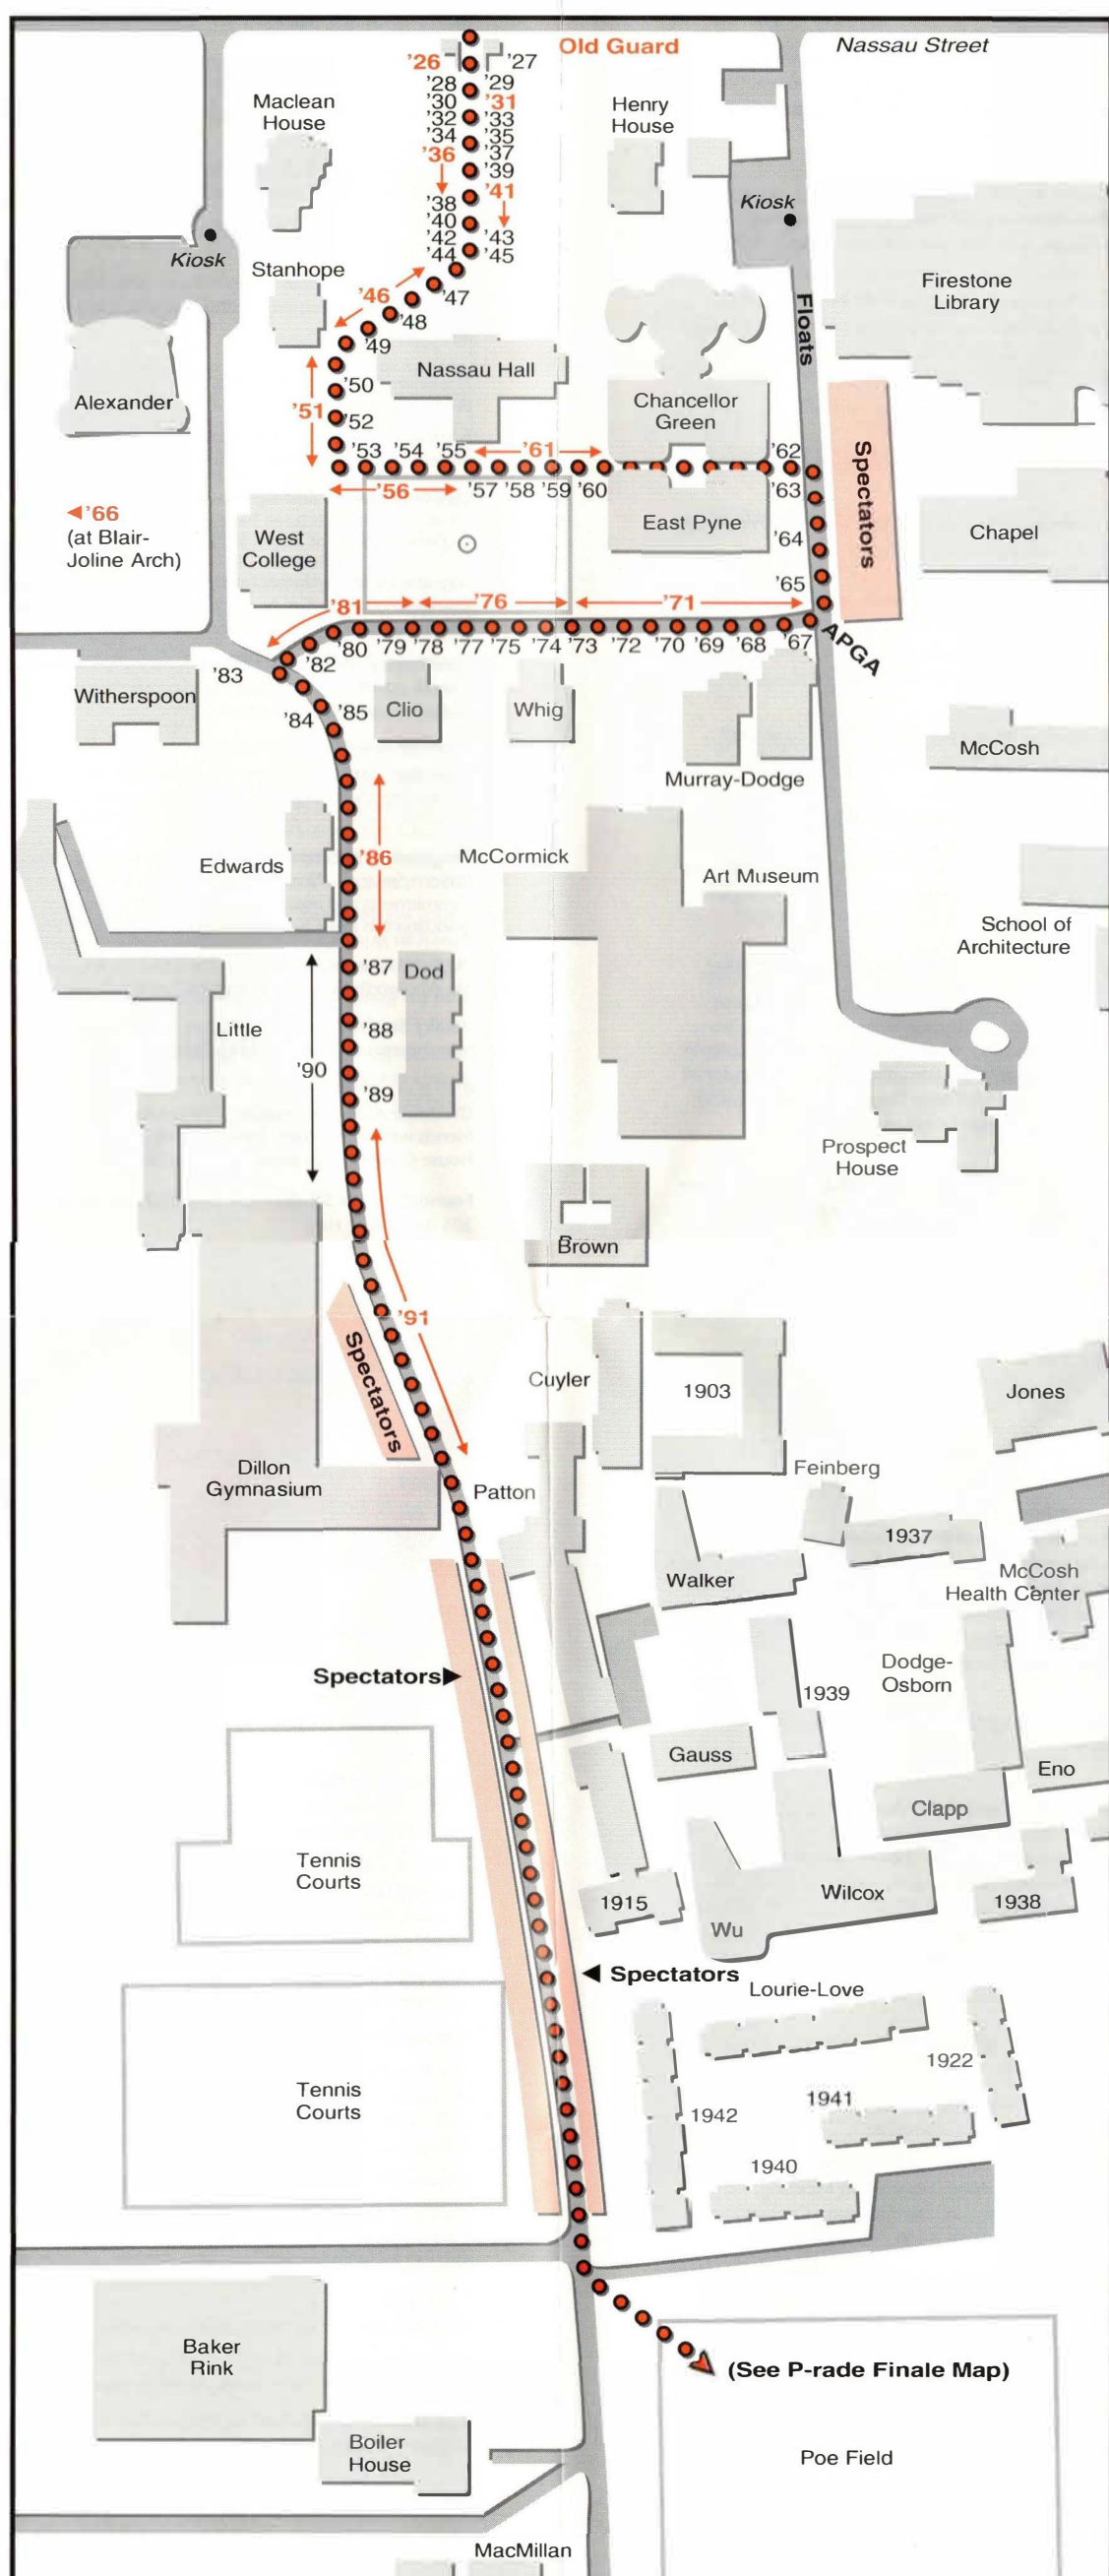 Old Guard
Nassau Street
'26
'27
'28
'29
'30
'31
'32
'33
'34
'35
'36
'37
'39
'38
'41
'40
'42
'43
'44
'45
Maclean
House
Henry
House
Kiosk
Kiosk
Stanhope
'46
'47
'48
'49
Firestone
Library
Floats
Nassau Hall
Alexander
'50
'51
'52
Chancellor
Green
'53
'54
'55
'61
'62
'56
'57
'58
'59
'60
'63
Spectators
'66
(at Blair-
Joline Arch)
West
College
East Pyne
'64
'65
Chapel
'81
'76
'71
'83
'82
'80
'79
'78
'77
'75
'74
'73
'72
'70
'69
'68
'67
APGA
Witherspoon
'84
'85
Clio
Whig
Murray-Dodge
McCosh
Edwards
'86
McCormick
Art Museum
School of
Architecture
'87
Dod
Little
'88
'90
'89
Prospect
House
Brown
'91
Spectators
Cuyler
1903
Jones
Dillon
Gymnasium
Patton
Feinberg
1937
Walker
McCosh
Health Center
Spectators
Dodge-
Osborn
1939
Gauss
Eno
Clapp
Tennis
Courts
1915
Wilcox
1938
Wu
Spectators
Lourie-Love
1922
Tennis
Courts
1942
1941
1940
Baker
Rink
(See P-rade Finale Map)
Boiler
House
Poe Field
MacMillan